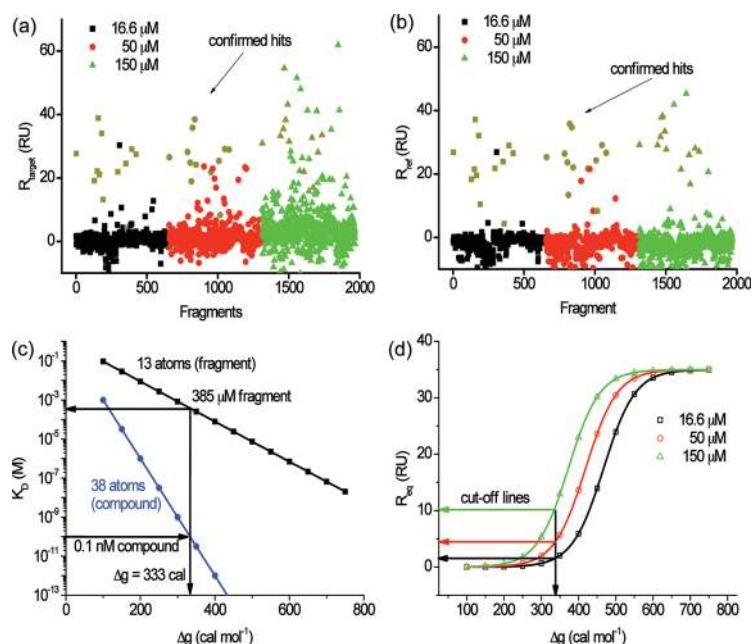 (a)
16.6 μM
50 μM
150 μM
confirmed hits
60
40
20
0
R_target (RU)
0 500 1000 1500 2000
Fragments
(b)
16.6 μM
50 μM
150 μM
confirmed hits
60
40
20
0
R_ref (RU)
0 500 1000 1500 2000
Fragment
(c)
13 atoms (fragment)
385 μM fragment
38 atoms
(compound)
0.1 nM compound
Δg = 333 cal
10⁻¹
10⁻³
10⁻⁵
10⁻⁷
10⁻⁹
10⁻¹¹
10⁻¹³
K_D (M)
0 200 400 600 800
Δg (cal mol⁻¹)
(d)
16.6 μM
50 μM
150 μM
cut-off lines
40
30
20
10
0
R_eq (RU)
100 200 300 400 500 600 700 800
Δg (cal mol⁻¹)